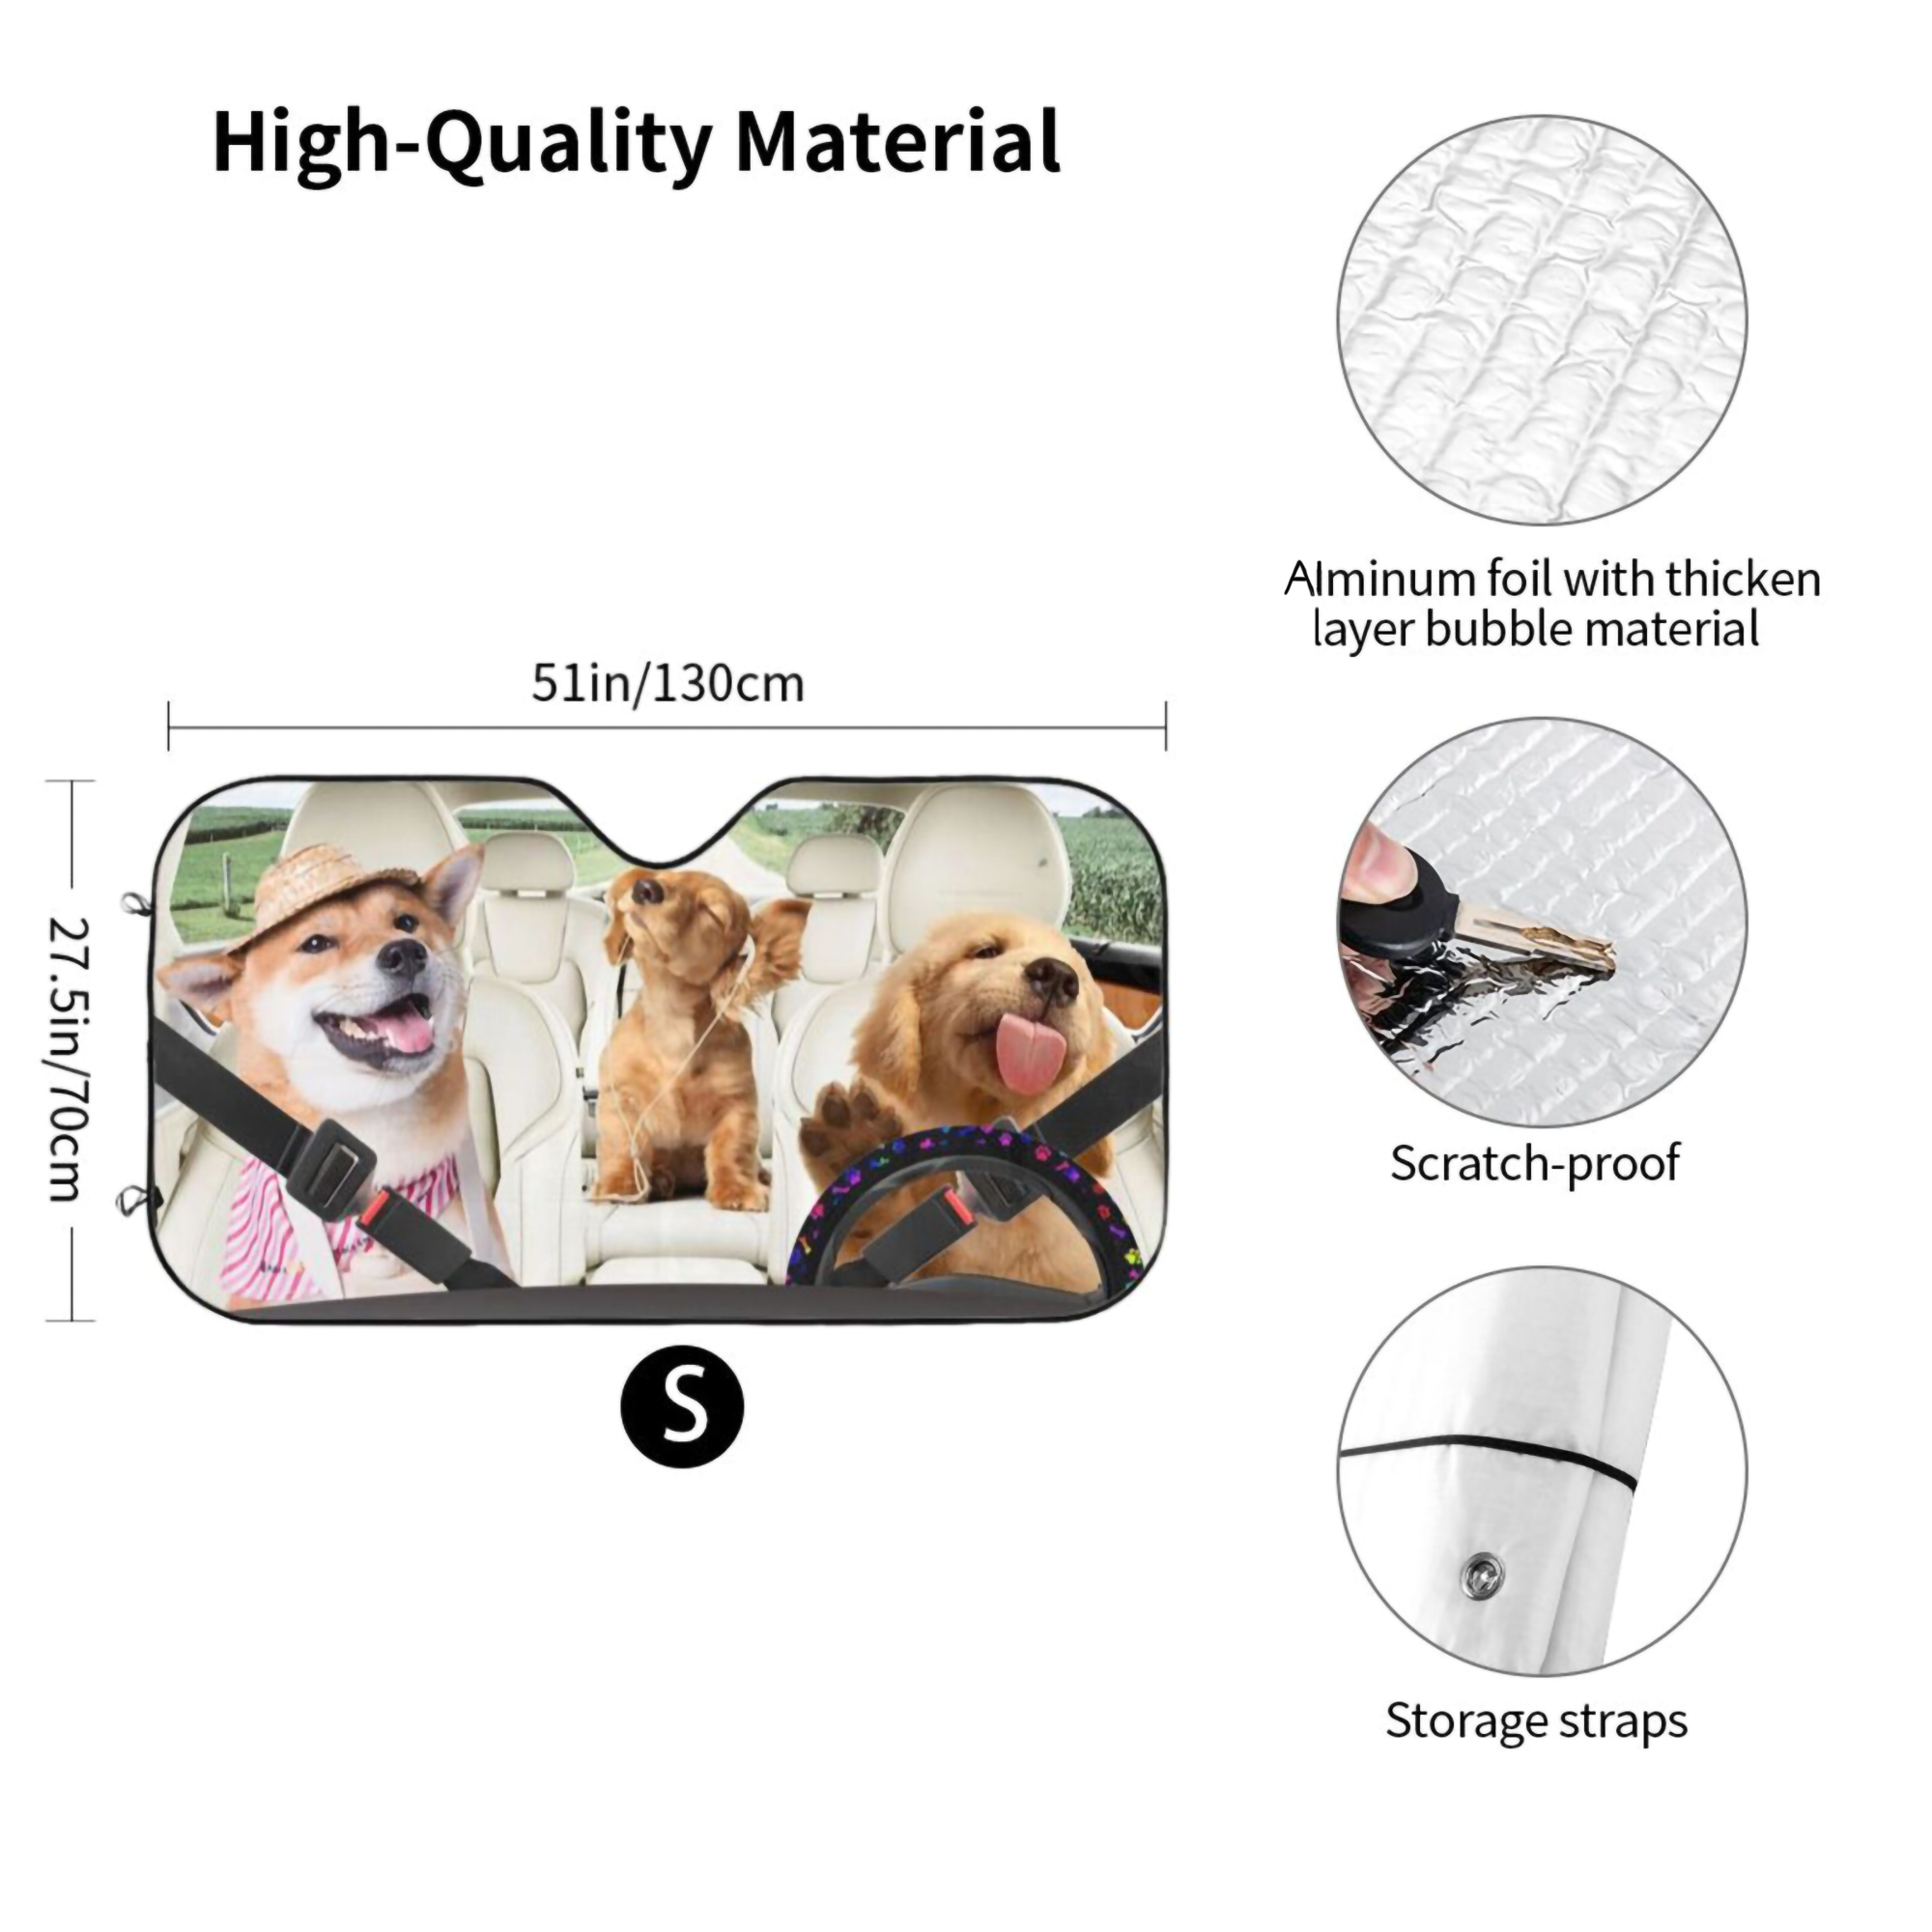 High-Quality Material
Alminum foil with thicken
layer bubble material
51in/130cm
27.5in/70cm
S
Scratch-proof
Storage straps